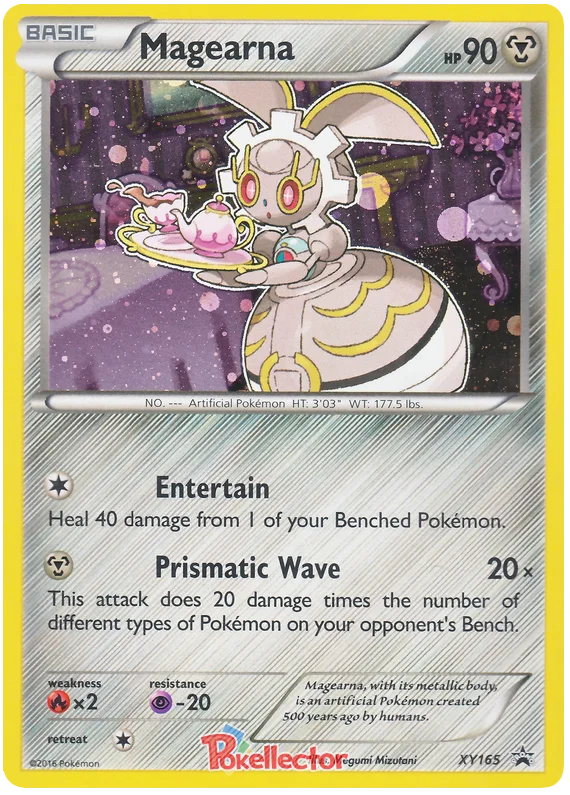 BASIC
Magearna
HP 90
NO. --- Artificial Pokémon HT: 3'03" WT: 177.5 lbs.
Entertain
Heal 40 damage from 1 of your Benched Pokémon.
Prismatic Wave 20×
This attack does 20 damage times the number of
different types of Pokémon on your opponent's Bench.
weakness
×2
resistance
-20
Magearna, with its metallic body,
is an artificial Pokémon created
500 years ago by humans.
retreat
Pokellector
©2016 Pokémon
Illus. Megumi Mizutani
XY165